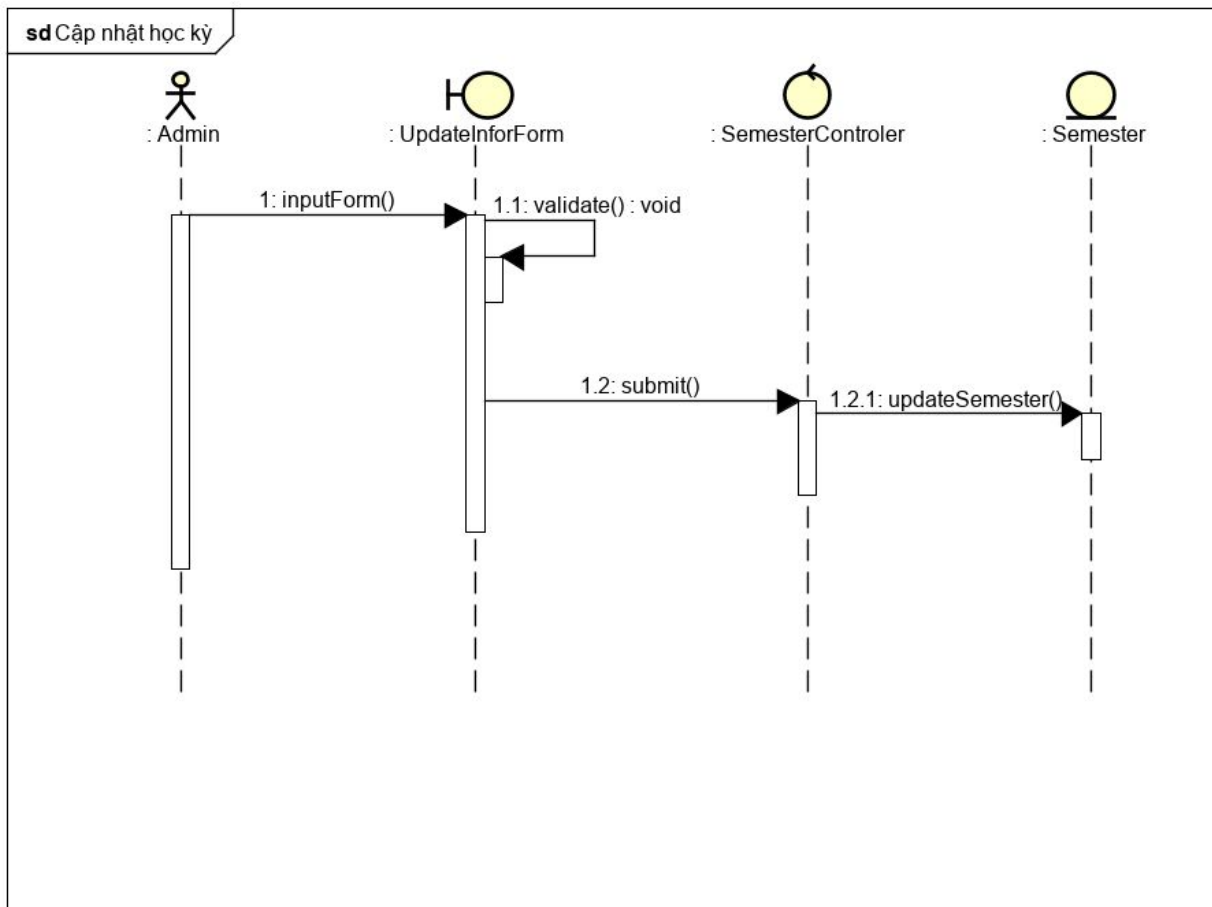 sd Cập nhật học kỳ
: Admin
: UpdateInforForm
: SemesterControler
: Semester
1: inputForm()
1.1: validate() : void
1.2: submit()
1.2.1: updateSemester()